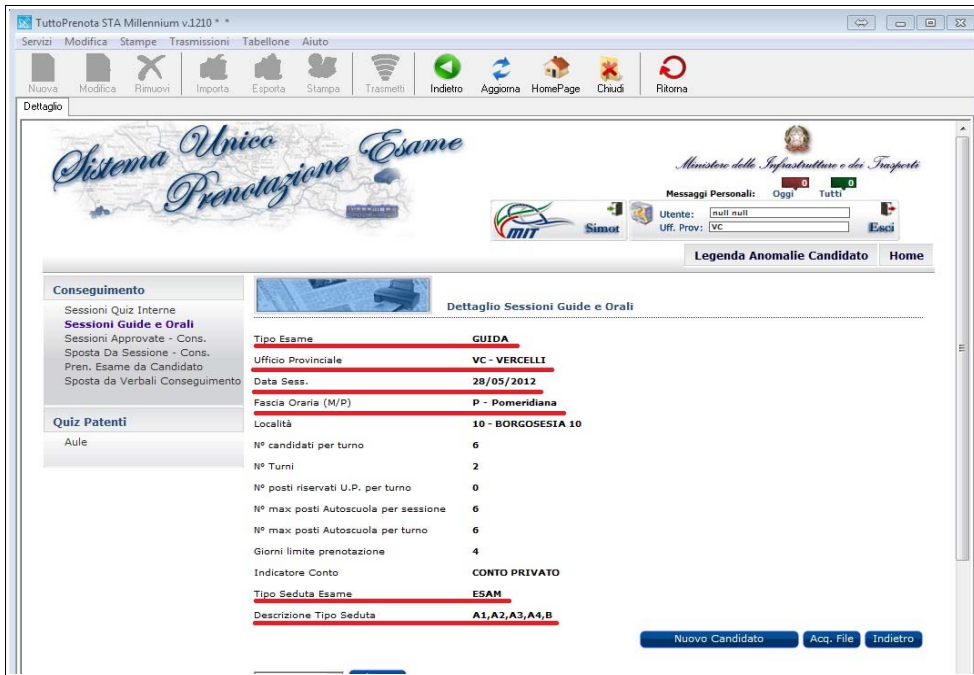 TuttoPrenota STA Millennium v.1210 * *
Servizi Modifica Stampe Trasmissioni Tabellone Aiuto
Nuova Modifica Rimuovi Importa Esporta Stampa Trasmetti Indietro Aggiorna HomePage Chiudi Ritorna
Dettaglio
Sistema Unico Prenotazione Esame
Ministero delle Infrastrutture e dei Trasporti
0 0
Messaggi Personali: Oggi Tutti
MIT Simot
Utente: null null
Uff. Prov: VC
Esci
Legenda Anomalie Candidato Home
Conseguimento
Sessioni Quiz Interne
Sessioni Guide e Orali
Sessioni Approvate - Cons.
Sposta Da Sessione - Cons.
Pren. Esame da Candidato
Sposta da Verbali Conseguimento
Quiz Patenti
Aule
Dettaglio Sessioni Guide e Orali
Tipo Esame GUIDA
Ufficio Provinciale VC - VERCELLI
Data Sess. 28/05/2012
Fascia Oraria (M/P) P - Pomeridiana
Località 10 - BORGOSESIA 10
Nº candidati per turno 6
Nº Turni 2
Nº posti riservati U.P. per turno 0
Nº max posti Autoscuola per sessione 6
Nº max posti Autoscuola per turno 6
Giorni limite prenotazione 4
Indicatore Conto CONTO PRIVATO
Tipo Seduta Esame ESAM
Descrizione Tipo Seduta A1,A2,A3,A4,B
Nuovo Candidato Acq. File Indietro